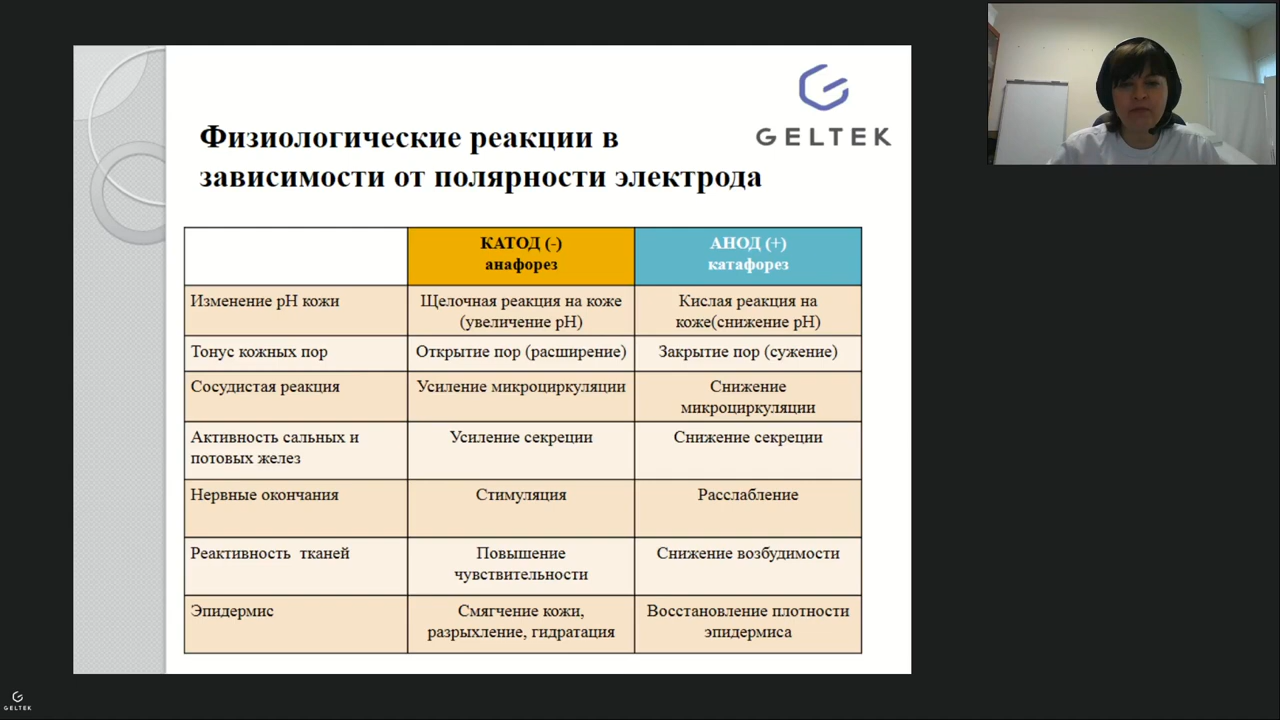 GELTEK
Физиологические реакции в
зависимости от полярности электрода
КАТОД (-)
анафорез
АНОД (+)
катафорез
Изменение pH кожи
Щелочная реакция на коже
(увеличение pH)
Кислая реакция на
коже(снижение pH)
Тонус кожных пор
Открытие пор (расширение)
Закрытие пор (сужение)
Сосудистая реакция
Усиление микроциркуляции
Снижение
микроциркуляции
Активность сальных и
потовых желез
Усиление секреции
Снижение секреции
Нервные окончания
Стимуляция
Расслабление
Реактивность тканей
Повышение
чувствительности
Снижение возбудимости
Эпидермис
Смягчение кожи,
разрыхление, гидратация
Восстановление плотности
эпидермиса
GELTEK